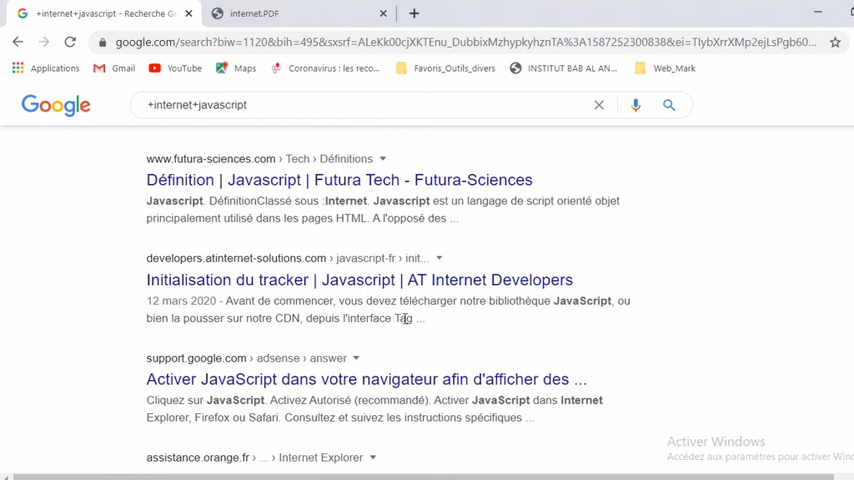 +internet+javascript - Recherche Go
internet.PDF
google.com/search?biw=1120&bih=495&sxsrf=ALeKk00cjXKTEnu_DubbixMzhypkyhznTA%3A1587252300838&ei=TIybXrrXMp2ejLsPgb60...
Applications
Gmail
YouTube
Maps
Coronavirus : les reco...
Favoris_Outils_divers
INSTITUT BAB AL AN...
Web_Mark
Google
+internet+javascript
www.futura-sciences.com › Tech › Définitions
Définition | Javascript | Futura Tech - Futura-Sciences
Javascript. DéfinitionClassé sous :Internet. Javascript est un langage de script orienté objet
principalement utilisé dans les pages HTML. A l'opposé des ...
developers.atinternet-solutions.com › javascript-fr › init...
Initialisation du tracker | Javascript | AT Internet Developers
12 mars 2020 - Avant de commencer, vous devez télécharger notre bibliothèque JavaScript, ou
bien la pousser sur notre CDN, depuis l'interface Tag ...
support.google.com › adsense › answer
Activer JavaScript dans votre navigateur afin d'afficher des ...
Cliquez sur JavaScript. Activez Autorisé (recommandé). Activer JavaScript dans Internet
Explorer, Firefox ou Safari. Consultez et suivez les instructions spécifiques ...
Activer Windows
Accédez aux paramètres pour activer Win
assistance.orange.fr › ... › Internet Explorer